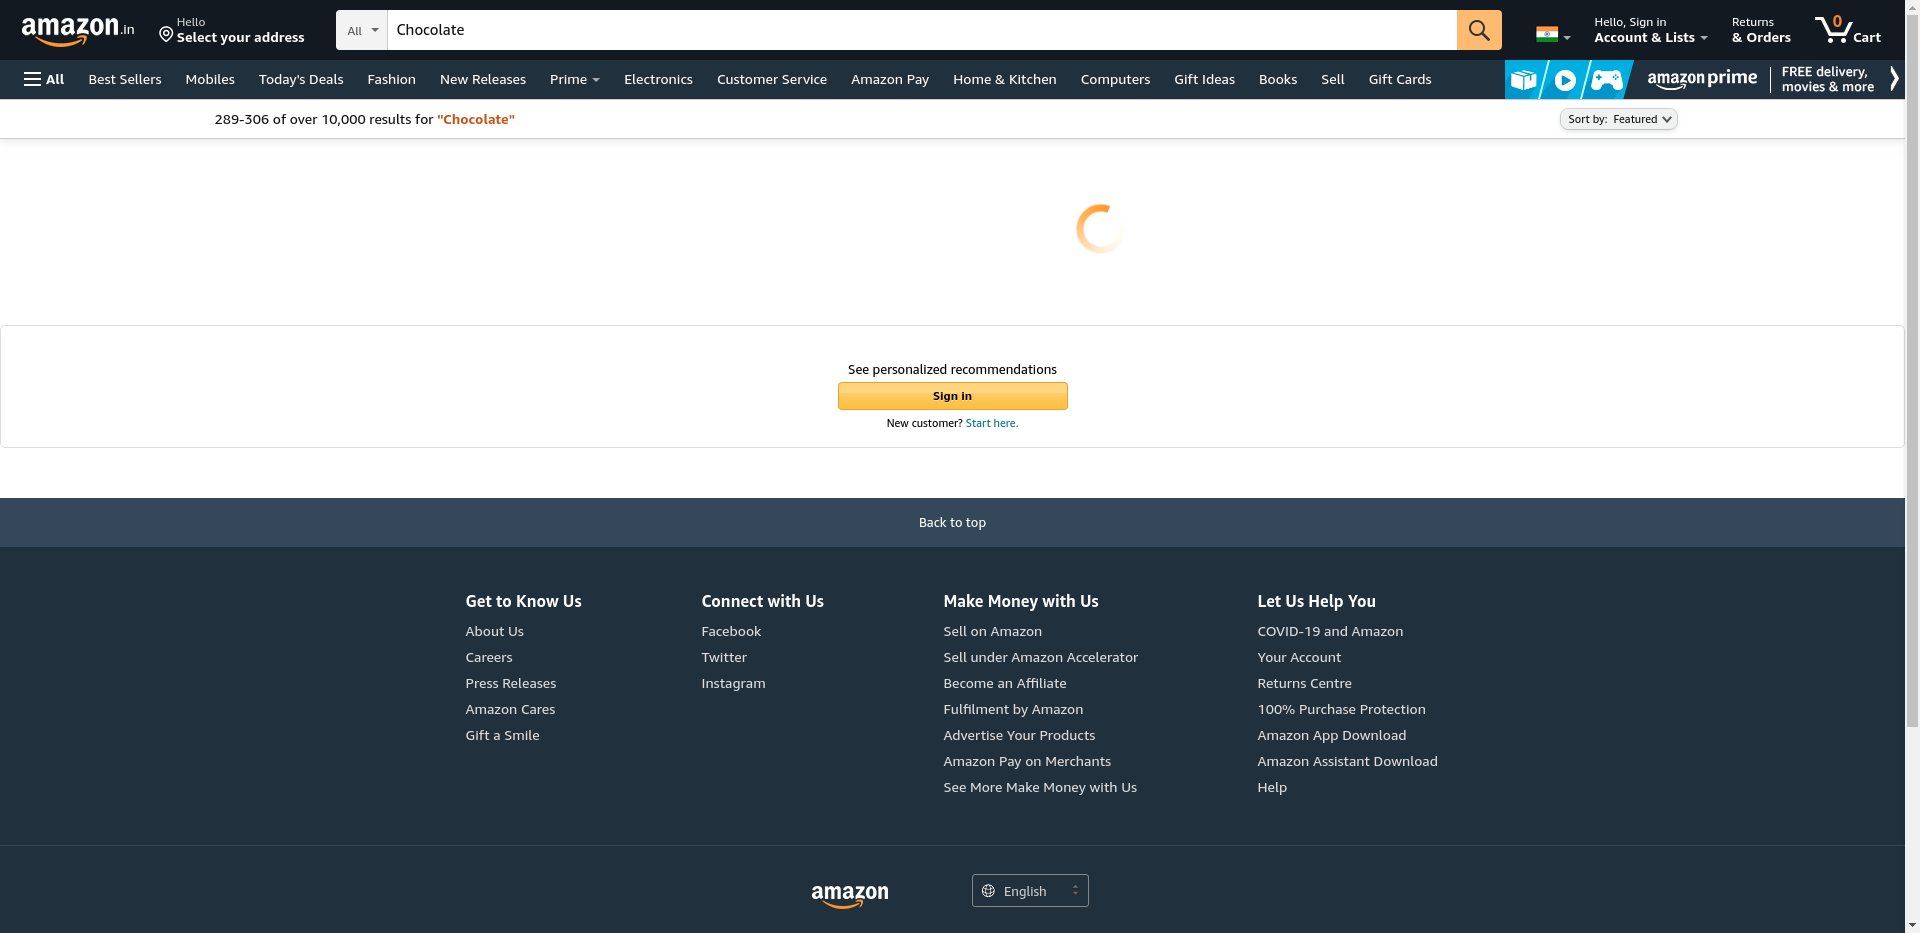 amazon.in
Hello
Select your address
All
Chocolate
Hello, Sign in
Account & Lists
Returns
& Orders
0
Cart
All
Best Sellers
Mobiles
Today's Deals
Fashion
New Releases
Prime
Electronics
Customer Service
Amazon Pay
Home & Kitchen
Computers
Gift Ideas
Books
Sell
Gift Cards
amazon prime
FREE delivery,
movies & more
289-306 of over 10,000 results for "Chocolate"
Sort by: Featured
See personalized recommendations
Sign in
New customer? Start here.
Back to top
Get to Know Us
About Us
Careers
Press Releases
Amazon Cares
Gift a Smile
Connect with Us
Facebook
Twitter
Instagram
Make Money with Us
Sell on Amazon
Sell under Amazon Accelerator
Become an Affiliate
Fulfilment by Amazon
Advertise Your Products
Amazon Pay on Merchants
See More Make Money with Us
Let Us Help You
COVID-19 and Amazon
Your Account
Returns Centre
100% Purchase Protection
Amazon App Download
Amazon Assistant Download
Help
amazon
English